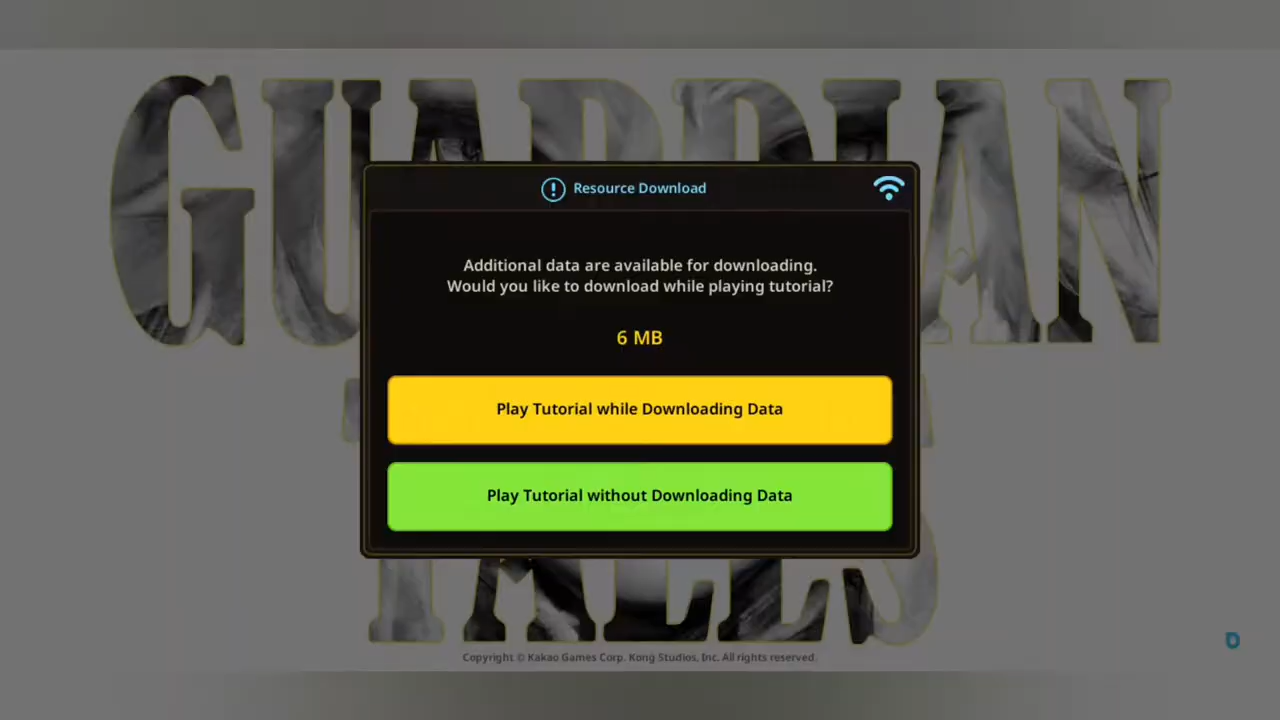 GUARDIAN
TALES
Resource Download
Additional data are available for downloading.
Would you like to download while playing tutorial?
6 MB
Play Tutorial while Downloading Data
Play Tutorial without Downloading Data
Copyright © Kakao Games Corp. Kong Studios, Inc. All rights reserved.